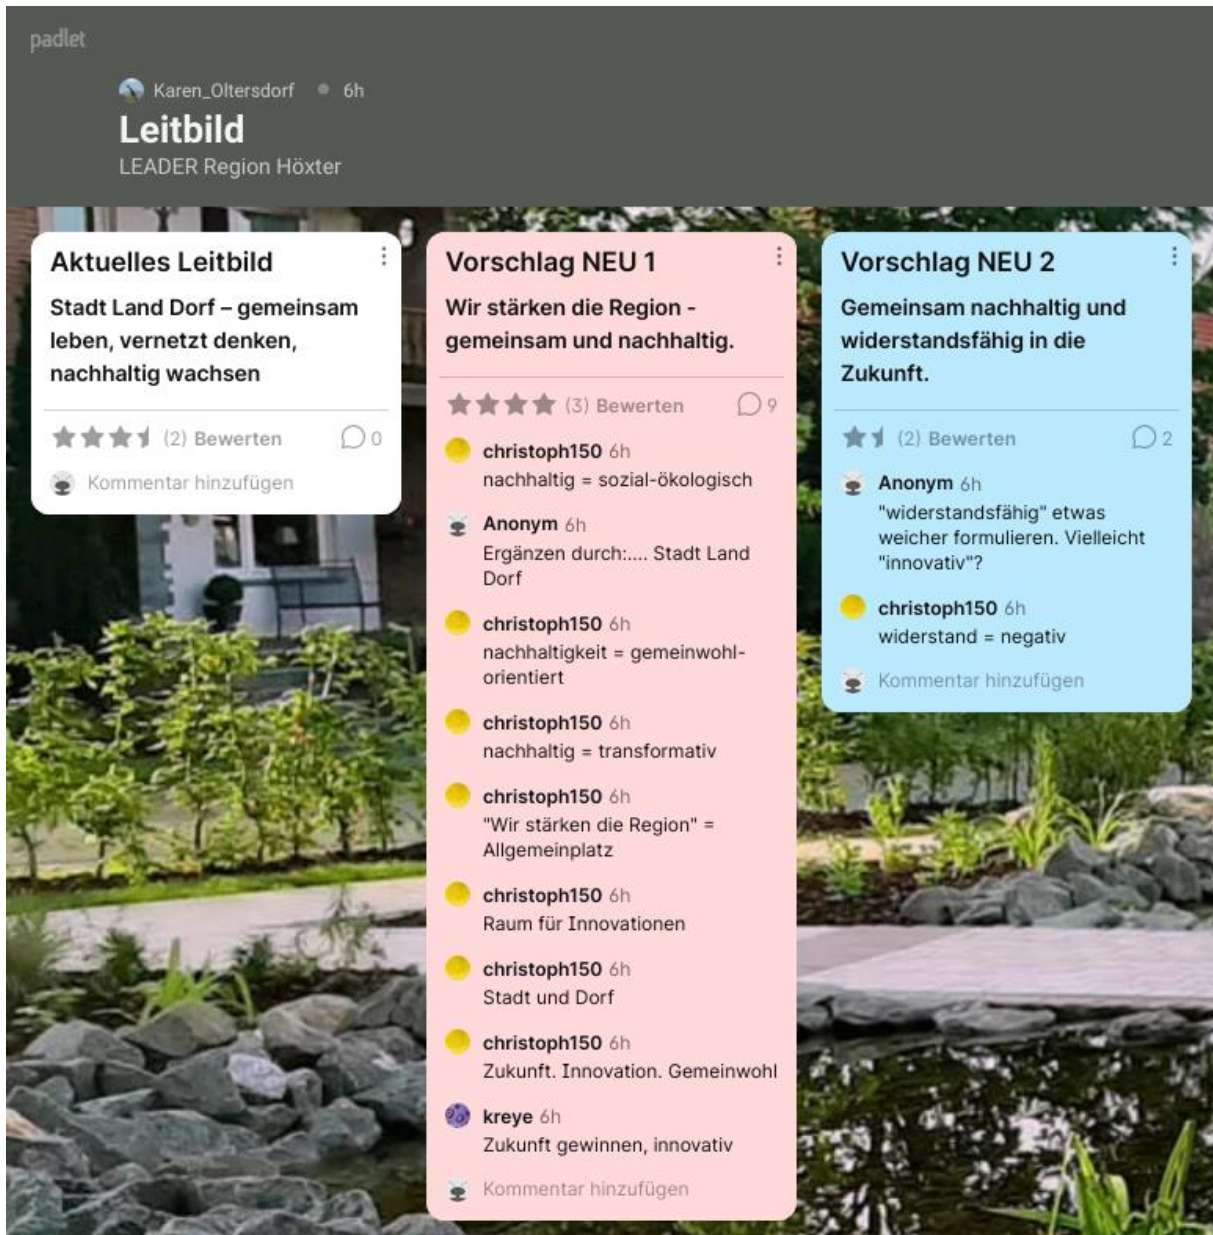 padlet
Karen_Oltersdorf 6h
Leitbild
LEADER Region Höxter
Aktuelles Leitbild
Stadt Land Dorf – gemeinsam
leben, vernetzt denken,
nachhaltig wachsen
(2) Bewerten 0
Kommentar hinzufügen
Vorschlag NEU 1
Wir stärken die Region -
gemeinsam und nachhaltig.
(3) Bewerten 9
christoph150 6h
nachhaltig = sozial-ökologisch
Anonym 6h
Ergänzen durch:.... Stadt Land
Dorf
christoph150 6h
nachhaltigkeit = gemeinwohl-
orientiert
christoph150 6h
nachhaltig = transformativ
christoph150 6h
"Wir stärken die Region" =
Allgemeinplatz
christoph150 6h
Raum für Innovationen
christoph150 6h
Stadt und Dorf
christoph150 6h
Zukunft. Innovation. Gemeinwohl
kreye 6h
Zukunft gewinnen, innovativ
Kommentar hinzufügen
Vorschlag NEU 2
Gemeinsam nachhaltig und
widerstandsfähig in die
Zukunft.
(2) Bewerten 2
Anonym 6h
"widerstandsfähig" etwas
weicher formulieren. Vielleicht
"innovativ"?
christoph150 6h
widerstand = negativ
Kommentar hinzufügen